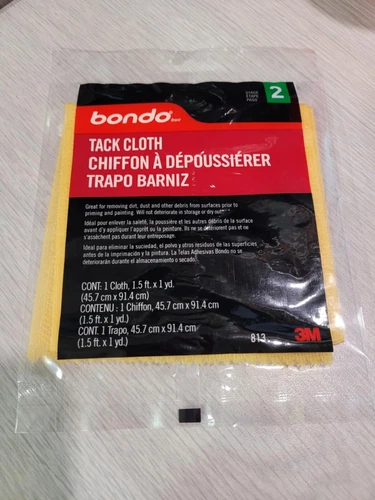 STAGE
ÉTAPE
PASO
2
bondo® Brand
TACK CLOTH
CHIFFON À DÉPOÚSSIÉRER
TRAPO BARNIZ
Great for removing dirt, dust and other debris from surfaces prior to
priming and painting. Will not deteriorate in storage or dry out.
Idéal pour enlever la saleté, la poussière et les autres débris de la surface
avant d'y appliquer l'apprêt ou la peinture. Ils ne se détériorent pas et ne
s'assèchent pas durant leur entreposage.
Ideal para eliminar la suciedad, el polvo y otros residuos de las superficies
antes de la imprimación y la pintura. La Telas Adhesivas Bondo no se
deteriorarán durante el almacenamiento o secado.
CONT: 1 Cloth, 1.5 ft. x 1 yd.
(45.7 cm x 91.4 cm)
CONTENU : 1 Chiffon, 45.7 cm x 91.4 cm
(1.5 ft. x 1 yd.)
CONT. 1 Trapo, 45.7 cm x 91.4 cm
(1.5 ft. x 1 yd.)
813
3M